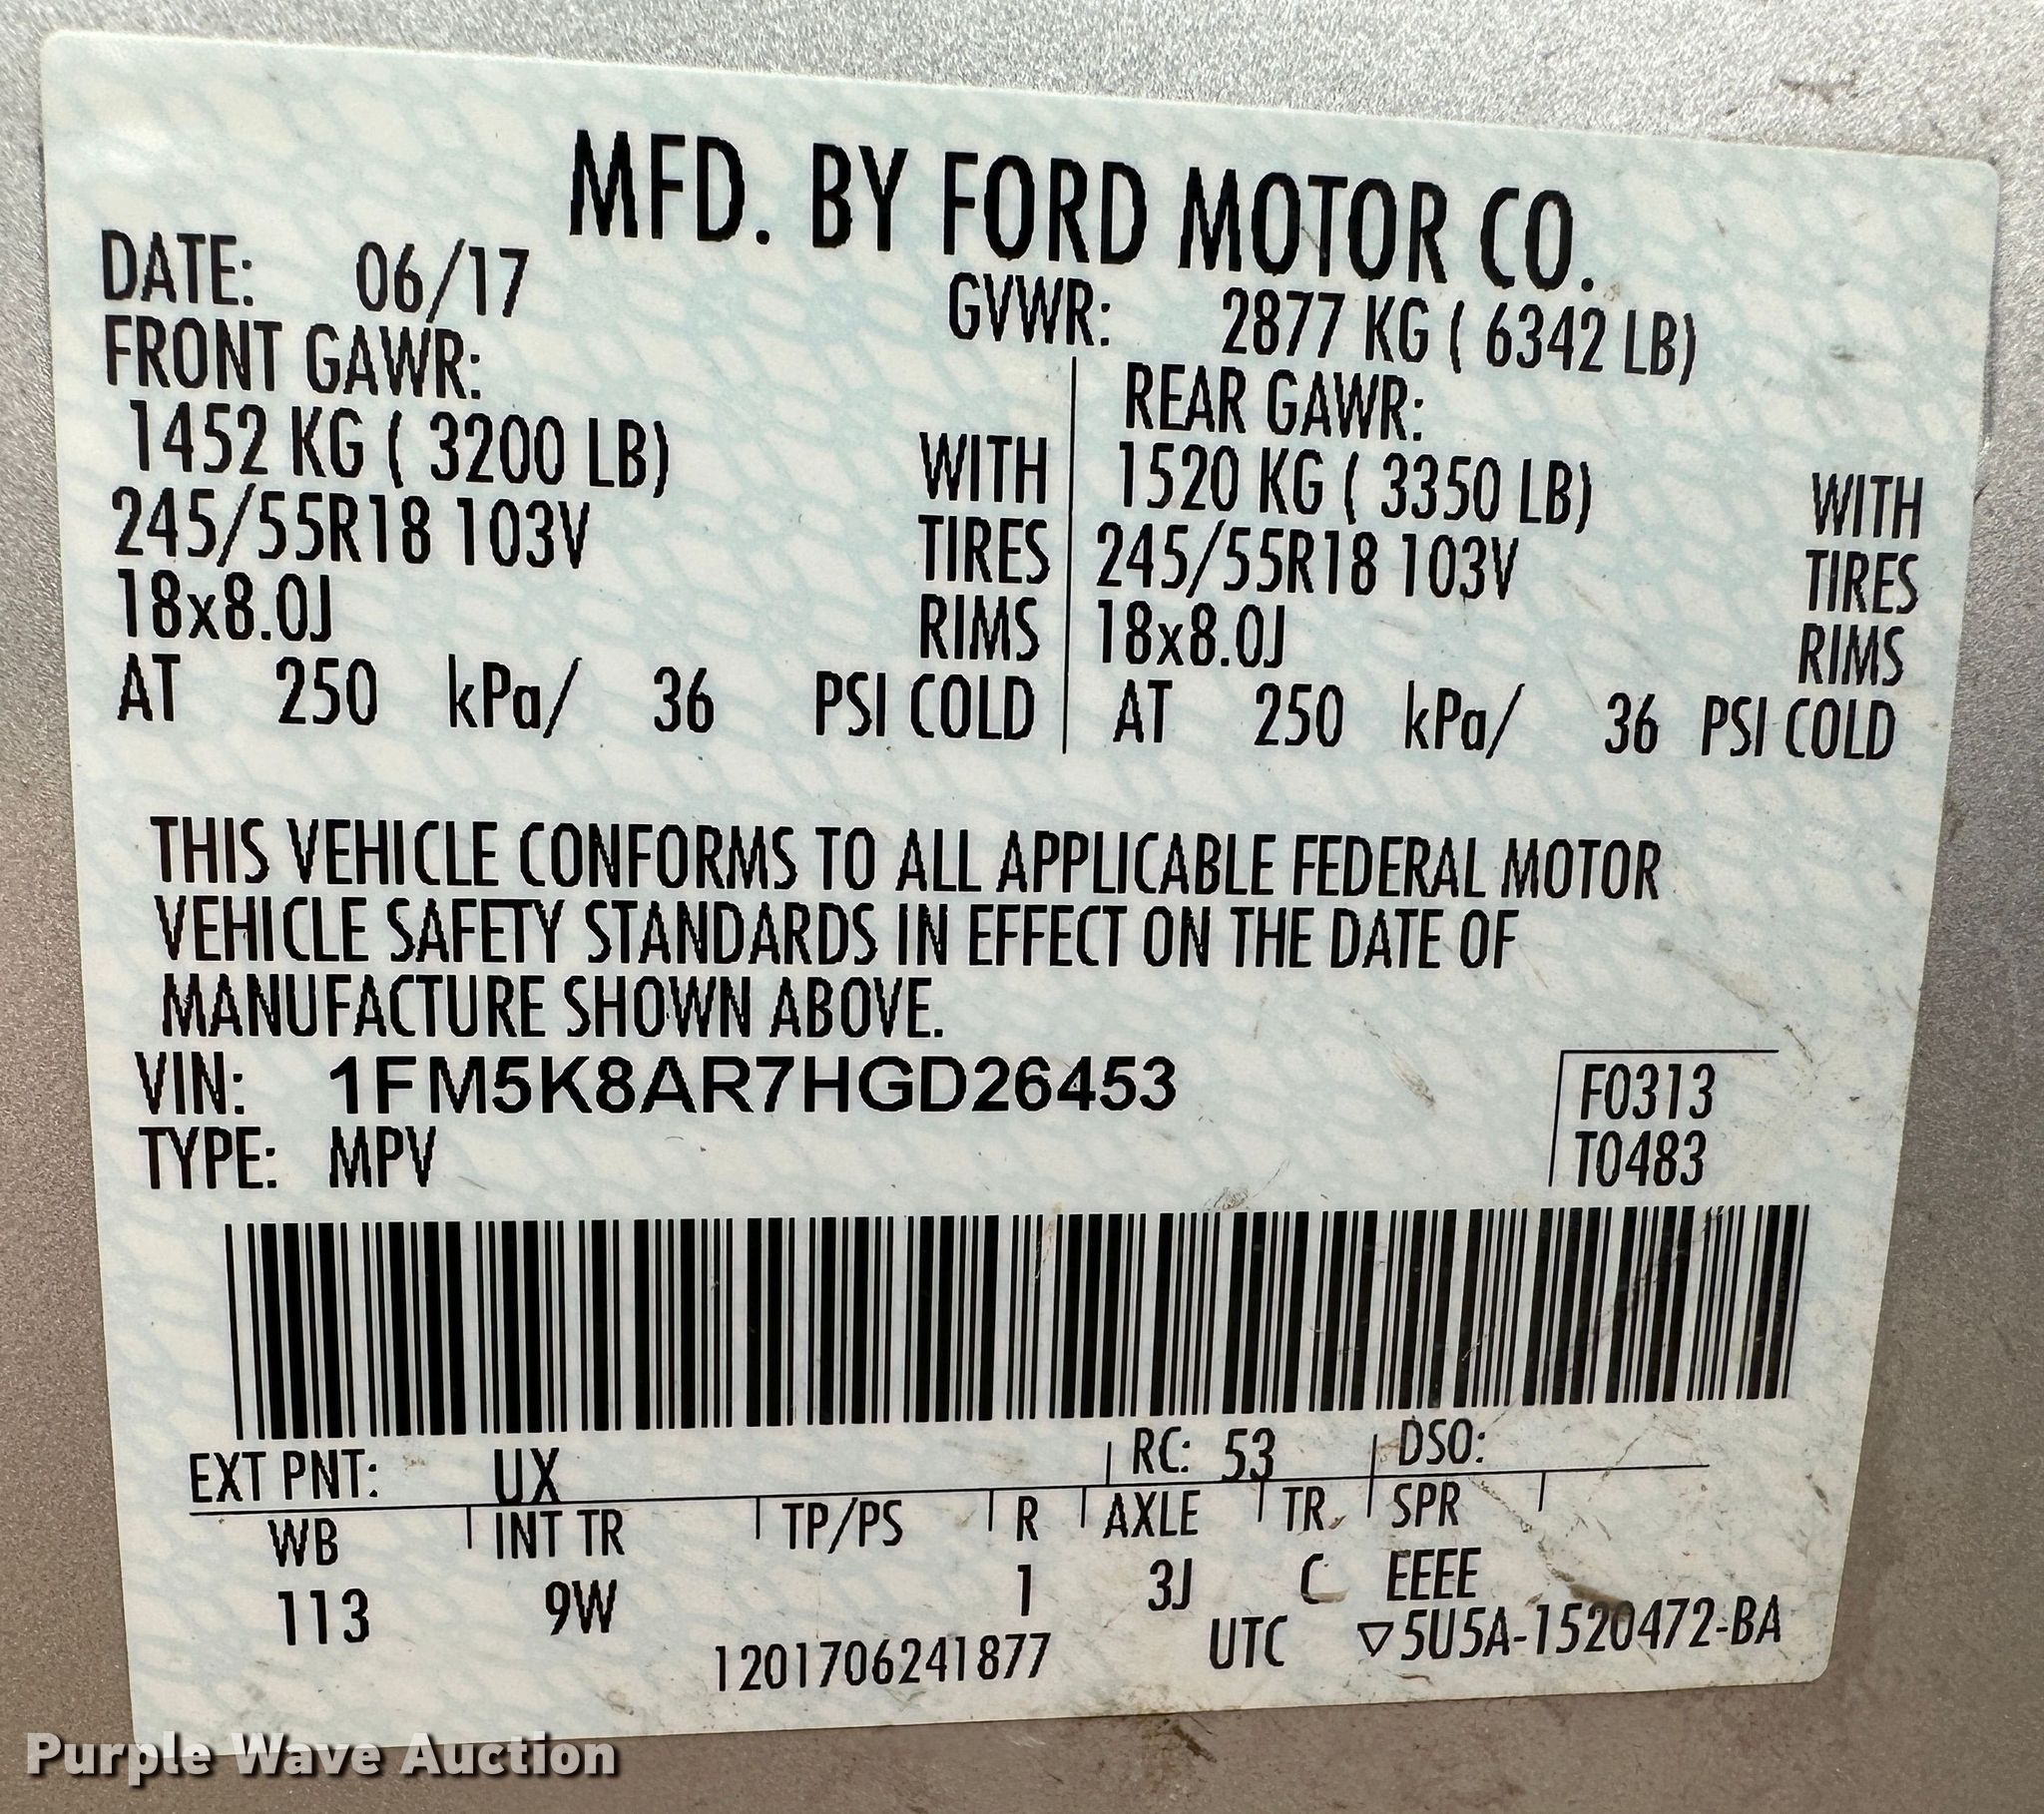 MFD. BY FORD MOTOR CO.
DATE: 06/17
GVWR: 2877 KG ( 6342 LB)
FRONT GAWR:
1452 KG ( 3200 LB) WITH
245/55R18 103V TIRES
18x8.0J RIMS
AT 250 kPa/ 36 PSI COLD
REAR GAWR:
1520 KG ( 3350 LB) WITH
245/55R18 103V TIRES
18x8.0J RIMS
AT 250 kPa/ 36 PSI COLD
THIS VEHICLE CONFORMS TO ALL APPLICABLE FEDERAL MOTOR
VEHICLE SAFETY STANDARDS IN EFFECT ON THE DATE OF
MANUFACTURE SHOWN ABOVE.
VIN: 1FM5K8AR7HGD26453
TYPE: MPV
F0313
T0483
EXT PNT: UX RC: 53 DSO:
WB INT TR TP/PS R AXLE TR SPR
113 9W 1 3J C EEEE
1201706241877 UTC ▽5U5A-1520472-BA
Purple Wave Auction